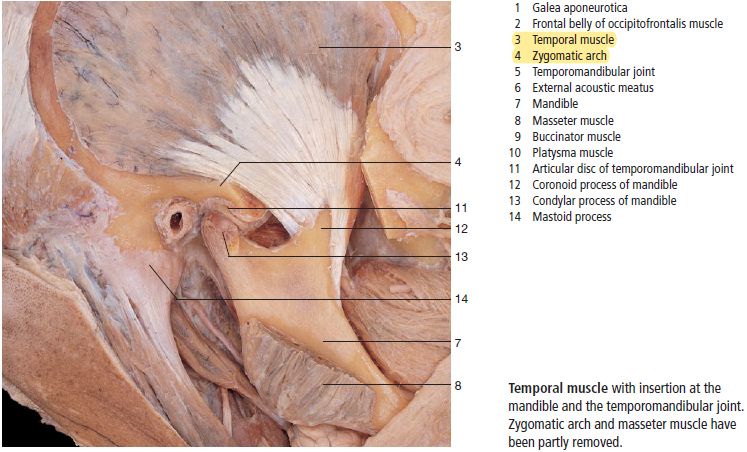 1 Galea aponeurotica
2 Frontal belly of occipitofrontalis muscle
3 Temporal muscle
4 Zygomatic arch
5 Temporomandibular joint
6 External acoustic meatus
7 Mandible
8 Masseter muscle
9 Buccinator muscle
10 Platysma muscle
11 Articular disc of temporomandibular joint
12 Coronoid process of mandible
13 Condylar process of mandible
14 Mastoid process
3
4
11
12
13
14
7
8
Temporal muscle with insertion at the
mandible and the temporomandibular joint.
Zygomatic arch and masseter muscle have
been partly removed.